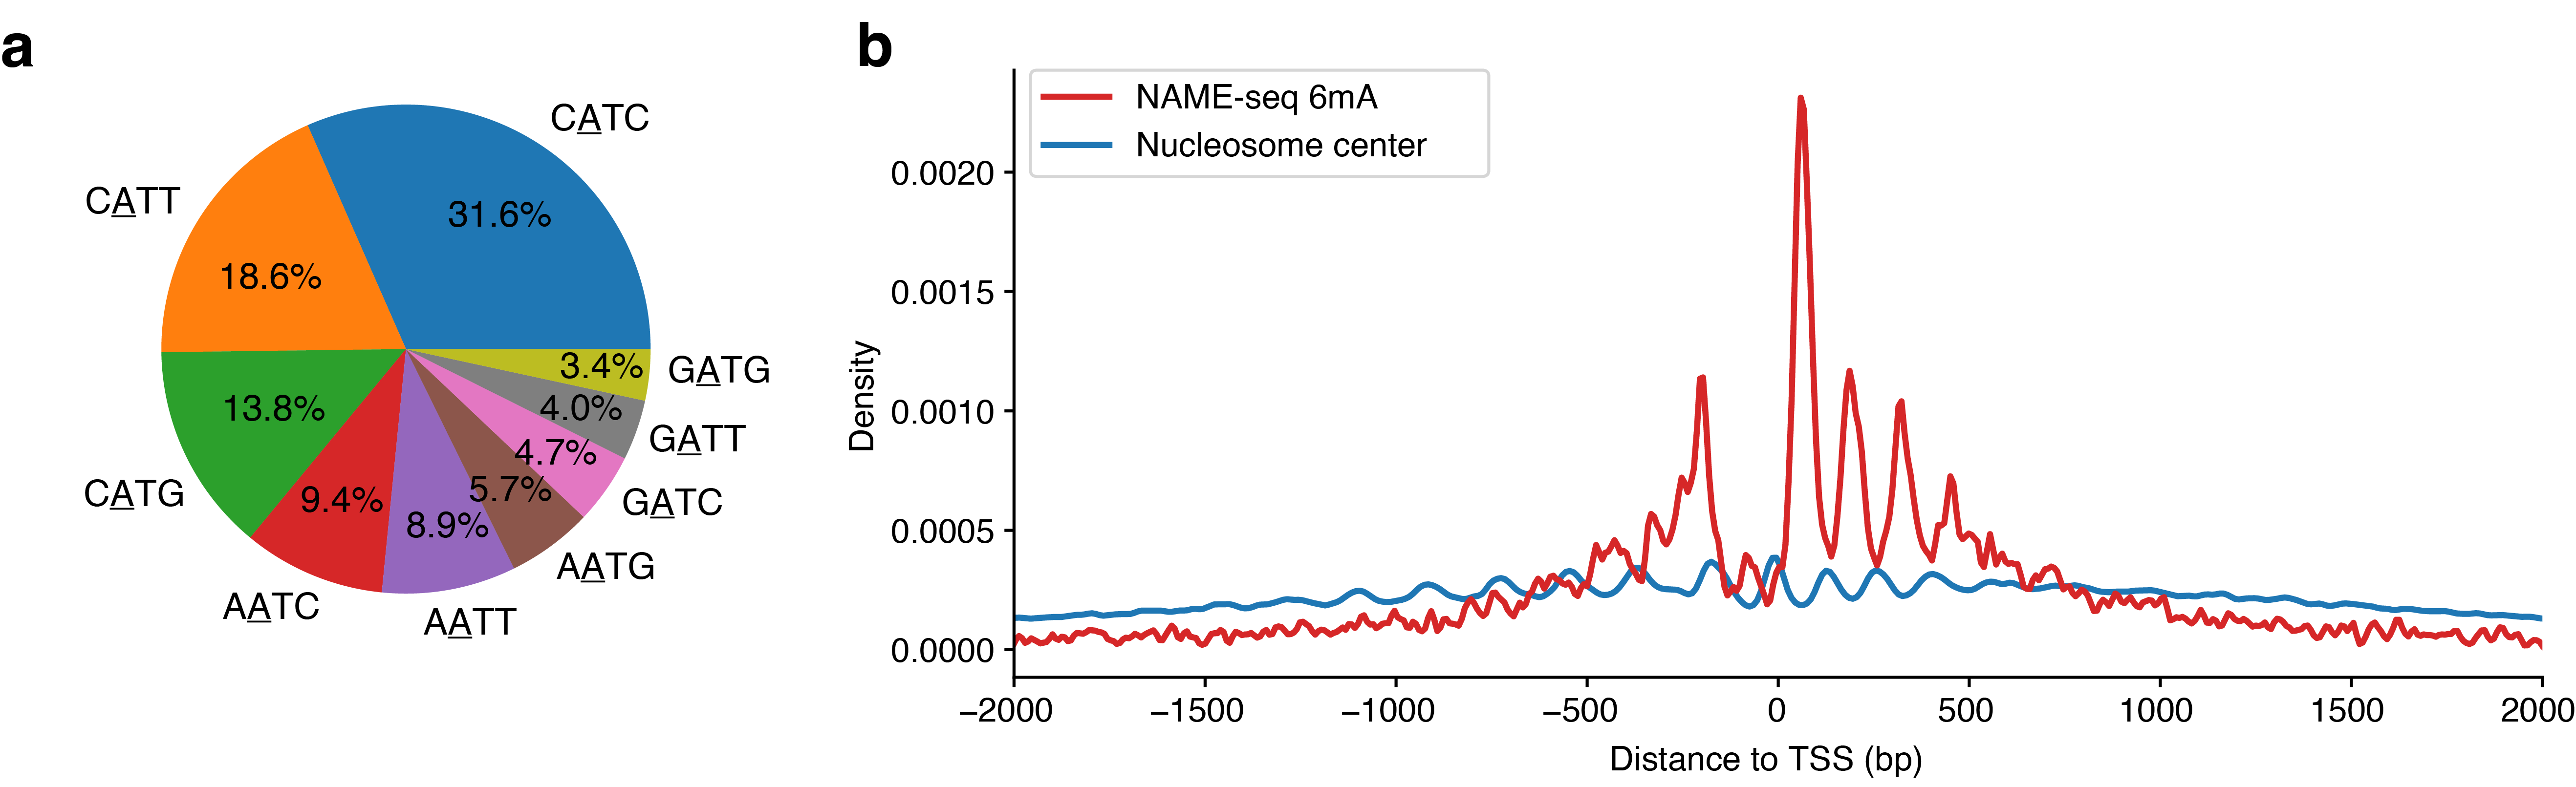 a
CATC
31.6%
CATT
18.6%
CATG
13.8%
AATC
9.4%
AATT
8.9%
AATG
5.7%
GATC
4.7%
GATT
4.0%
GATG
3.4%
b
NAME-seq 6mA
Nucleosome center
Density
0.0020
0.0015
0.0010
0.0005
0.0000
−2000 −1500 −1000 −500 0 500 1000 1500 2000
Distance to TSS (bp)